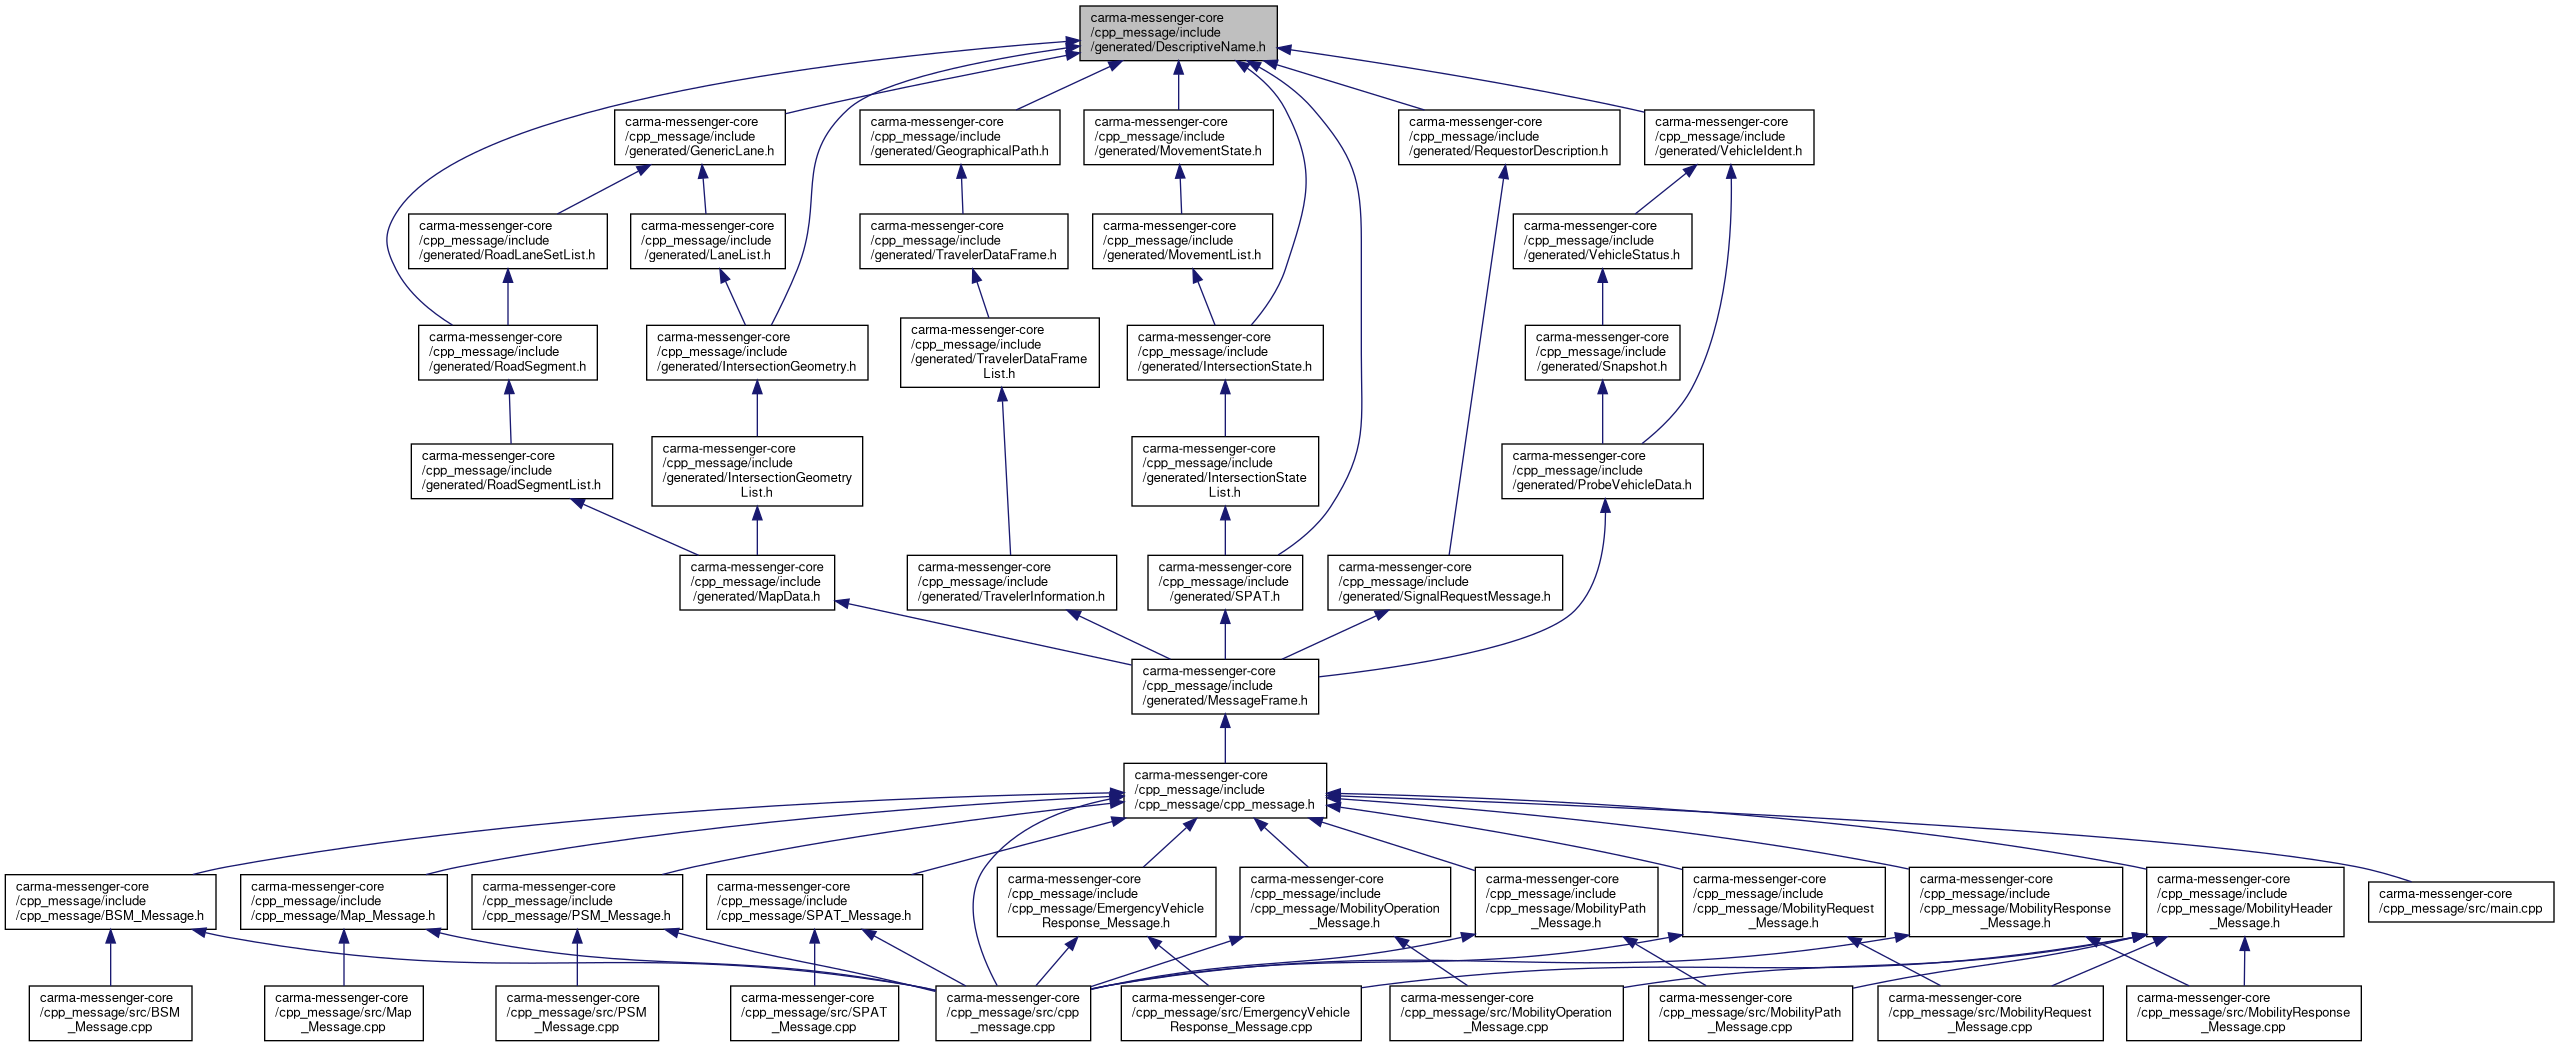 carma-messenger-core
/cpp_message/include
/generated/DescriptiveName.h
carma-messenger-core
/cpp_message/include
/generated/GenericLane.h
carma-messenger-core
/cpp_message/include
/generated/GeographicalPath.h
carma-messenger-core
/cpp_message/include
/generated/MovementState.h
carma-messenger-core
/cpp_message/include
/generated/RequestorDescription.h
carma-messenger-core
/cpp_message/include
/generated/VehicleIdent.h
carma-messenger-core
/cpp_message/include
/generated/RoadLaneSetList.h
carma-messenger-core
/cpp_message/include
/generated/LaneList.h
carma-messenger-core
/cpp_message/include
/generated/TravelerDataFrame.h
carma-messenger-core
/cpp_message/include
/generated/MovementList.h
carma-messenger-core
/cpp_message/include
/generated/VehicleStatus.h
carma-messenger-core
/cpp_message/include
/generated/RoadSegment.h
carma-messenger-core
/cpp_message/include
/generated/IntersectionGeometry.h
carma-messenger-core
/cpp_message/include
/generated/TravelerDataFrame
List.h
carma-messenger-core
/cpp_message/include
/generated/IntersectionState.h
carma-messenger-core
/cpp_message/include
/generated/Snapshot.h
carma-messenger-core
/cpp_message/include
/generated/RoadSegmentList.h
carma-messenger-core
/cpp_message/include
/generated/IntersectionGeometry
List.h
carma-messenger-core
/cpp_message/include
/generated/IntersectionState
List.h
carma-messenger-core
/cpp_message/include
/generated/ProbeVehicleData.h
carma-messenger-core
/cpp_message/include
/generated/MapData.h
carma-messenger-core
/cpp_message/include
/generated/TravelerInformation.h
carma-messenger-core
/cpp_message/include
/generated/SPAT.h
carma-messenger-core
/cpp_message/include
/generated/SignalRequestMessage.h
carma-messenger-core
/cpp_message/include
/generated/MessageFrame.h
carma-messenger-core
/cpp_message/include
/cpp_message/cpp_message.h
carma-messenger-core
/cpp_message/include
/cpp_message/BSM_Message.h
carma-messenger-core
/cpp_message/include
/cpp_message/Map_Message.h
carma-messenger-core
/cpp_message/include
/cpp_message/PSM_Message.h
carma-messenger-core
/cpp_message/include
/cpp_message/SPAT_Message.h
carma-messenger-core
/cpp_message/include
/cpp_message/EmergencyVehicle
Response_Message.h
carma-messenger-core
/cpp_message/include
/cpp_message/MobilityOperation
_Message.h
carma-messenger-core
/cpp_message/include
/cpp_message/MobilityPath
_Message.h
carma-messenger-core
/cpp_message/include
/cpp_message/MobilityRequest
_Message.h
carma-messenger-core
/cpp_message/include
/cpp_message/MobilityResponse
_Message.h
carma-messenger-core
/cpp_message/include
/cpp_message/MobilityHeader
_Message.h
carma-messenger-core
/cpp_message/src/main.cpp
carma-messenger-core
/cpp_message/src/BSM
_Message.cpp
carma-messenger-core
/cpp_message/src/Map
_Message.cpp
carma-messenger-core
/cpp_message/src/PSM
_Message.cpp
carma-messenger-core
/cpp_message/src/SPAT
_Message.cpp
carma-messenger-core
/cpp_message/src/cpp
_message.cpp
carma-messenger-core
/cpp_message/src/EmergencyVehicle
Response_Message.cpp
carma-messenger-core
/cpp_message/src/MobilityOperation
_Message.cpp
carma-messenger-core
/cpp_message/src/MobilityPath
_Message.cpp
carma-messenger-core
/cpp_message/src/MobilityRequest
_Message.cpp
carma-messenger-core
/cpp_message/src/MobilityResponse
_Message.cpp